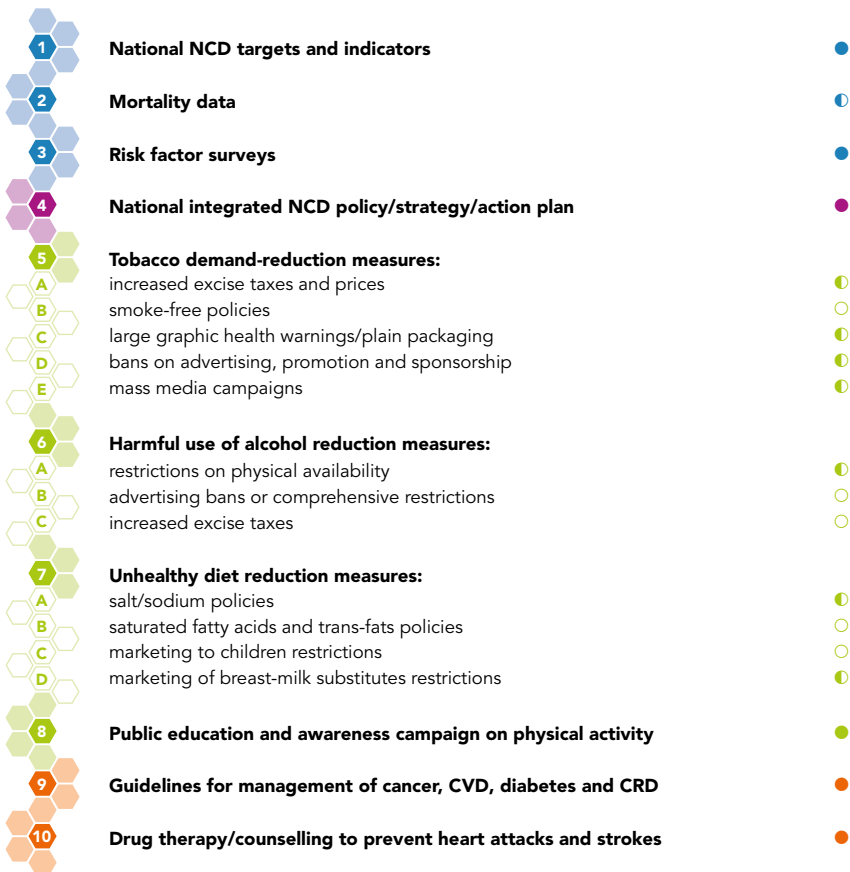 1 National NCD targets and indicators
2 Mortality data
3 Risk factor surveys
4 National integrated NCD policy/strategy/action plan
5 Tobacco demand-reduction measures:
A increased excise taxes and prices
B smoke-free policies
C large graphic health warnings/plain packaging
D bans on advertising, promotion and sponsorship
E mass media campaigns
6 Harmful use of alcohol reduction measures:
A restrictions on physical availability
B advertising bans or comprehensive restrictions
C increased excise taxes
7 Unhealthy diet reduction measures:
A salt/sodium policies
B saturated fatty acids and trans-fats policies
C marketing to children restrictions
D marketing of breast-milk substitutes restrictions
8 Public education and awareness campaign on physical activity
9 Guidelines for management of cancer, CVD, diabetes and CRD
10 Drug therapy/counselling to prevent heart attacks and strokes